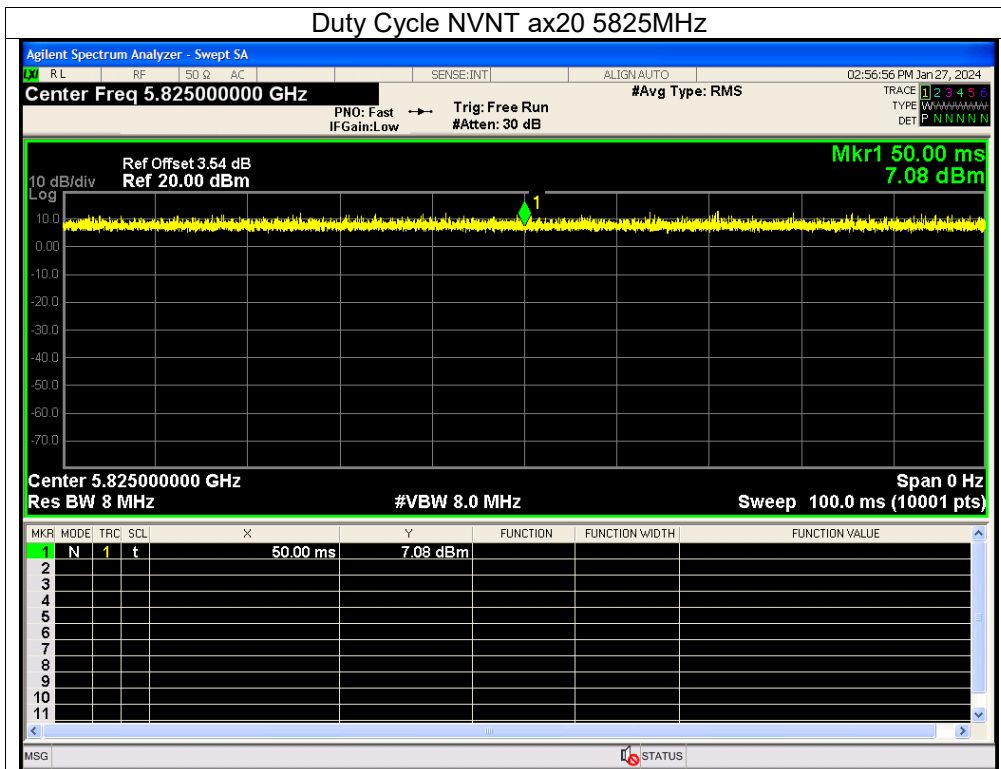 Duty Cycle NVNT ax20 5825MHz
Agilent Spectrum Analyzer - Swept SA
LXI RL RF 50 Ω AC SENSE:INT ALIGN AUTO 02:56:56 PM Jan 27, 2024
Center Freq 5.825000000 GHz #Avg Type: RMS TRACE 1 2 3 4 5 6
PNO: Fast Trig: Free Run TYPE WWWWWW
IFGain:Low #Atten: 30 dB DET P N N N N N
Mkr1 50.00 ms
Ref Offset 3.54 dB
10 dB/div Ref 20.00 dBm 7.08 dBm
Log
1
10.0
0.00
-10.0
-20.0
-30.0
-40.0
-50.0
-60.0
-70.0
Center 5.825000000 GHz Span 0 Hz
Res BW 8 MHz #VBW 8.0 MHz Sweep 100.0 ms (10001 pts)
MKR MODE TRC SCL X Y FUNCTION FUNCTION WIDTH FUNCTION VALUE
1 N 1 t 50.00 ms 7.08 dBm
2
3
4
5
6
7
8
9
10
11
MSG STATUS